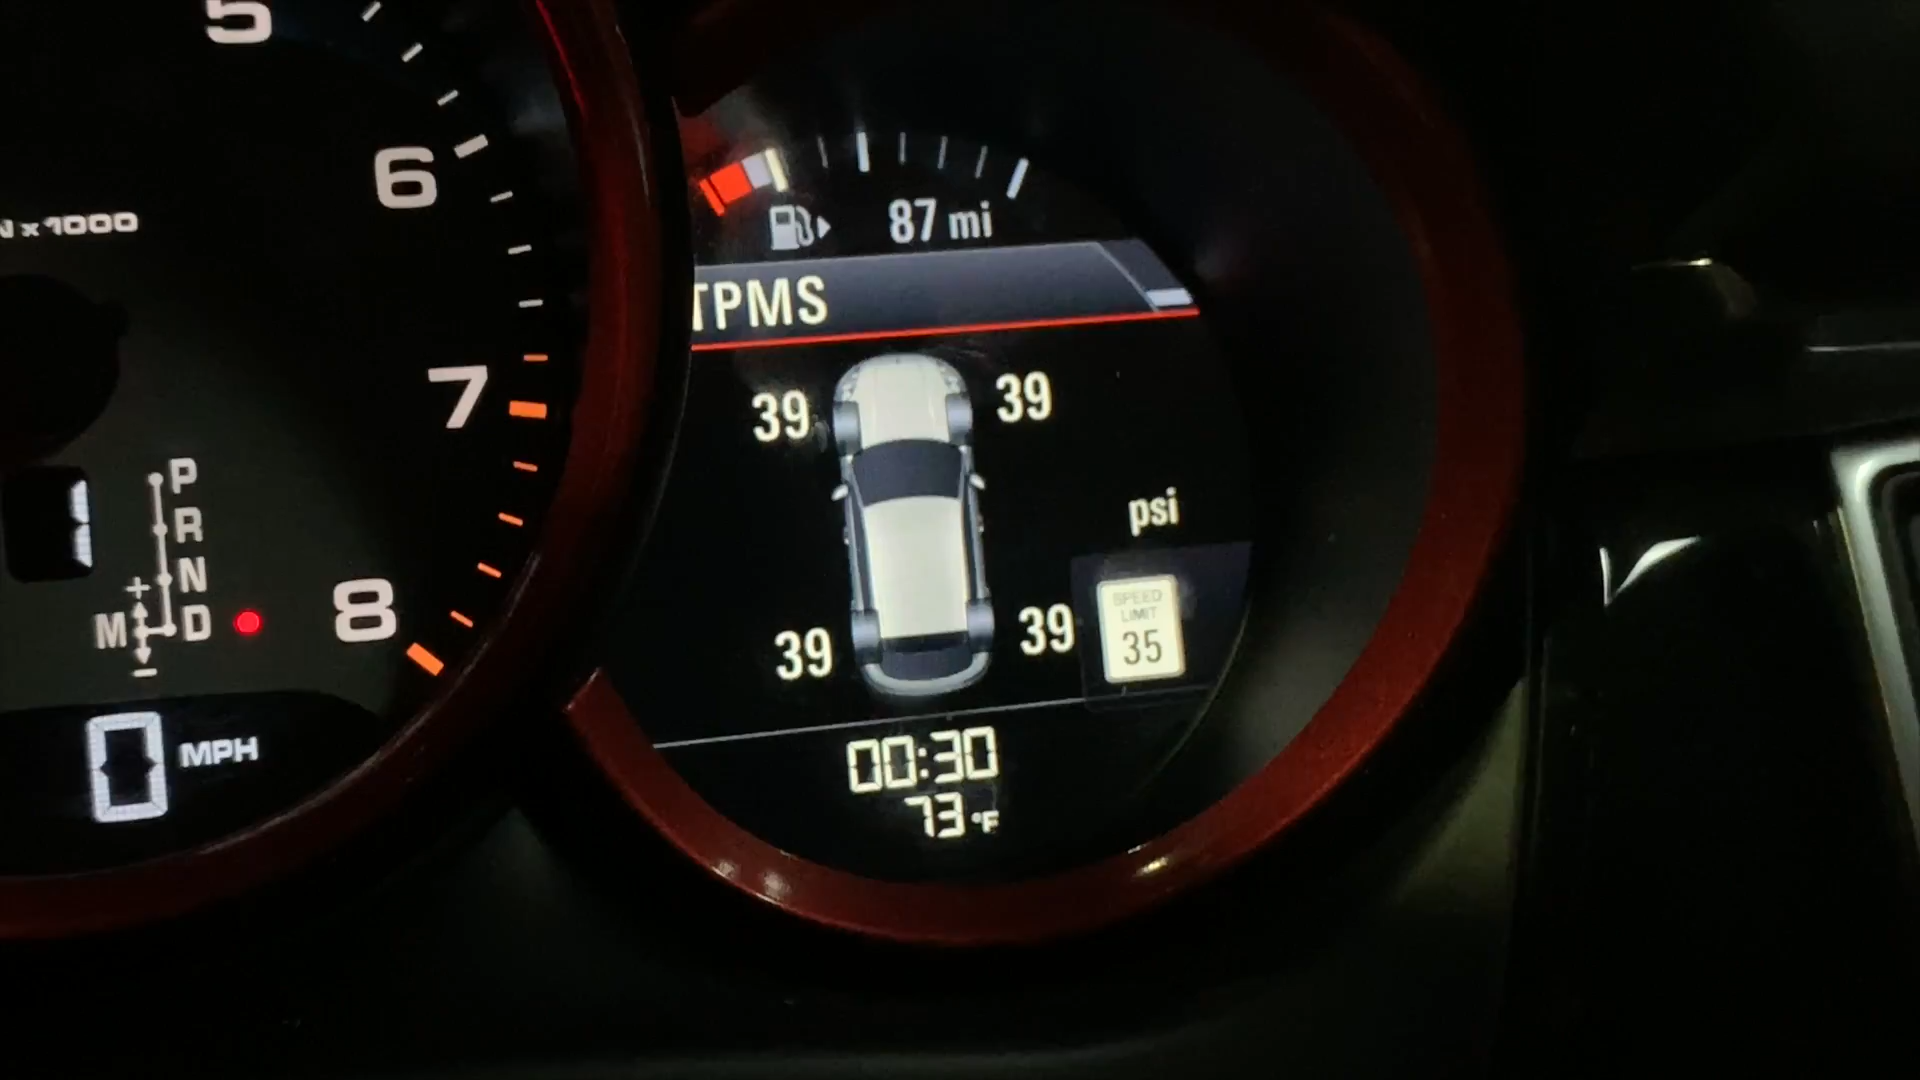 5
6
x1000
7
8
P
R
N
+
M D
−
0 MPH
87 mi
TPMS
39 39
psi
39 39
SPEED
LIMIT
35
00:30
73 °F